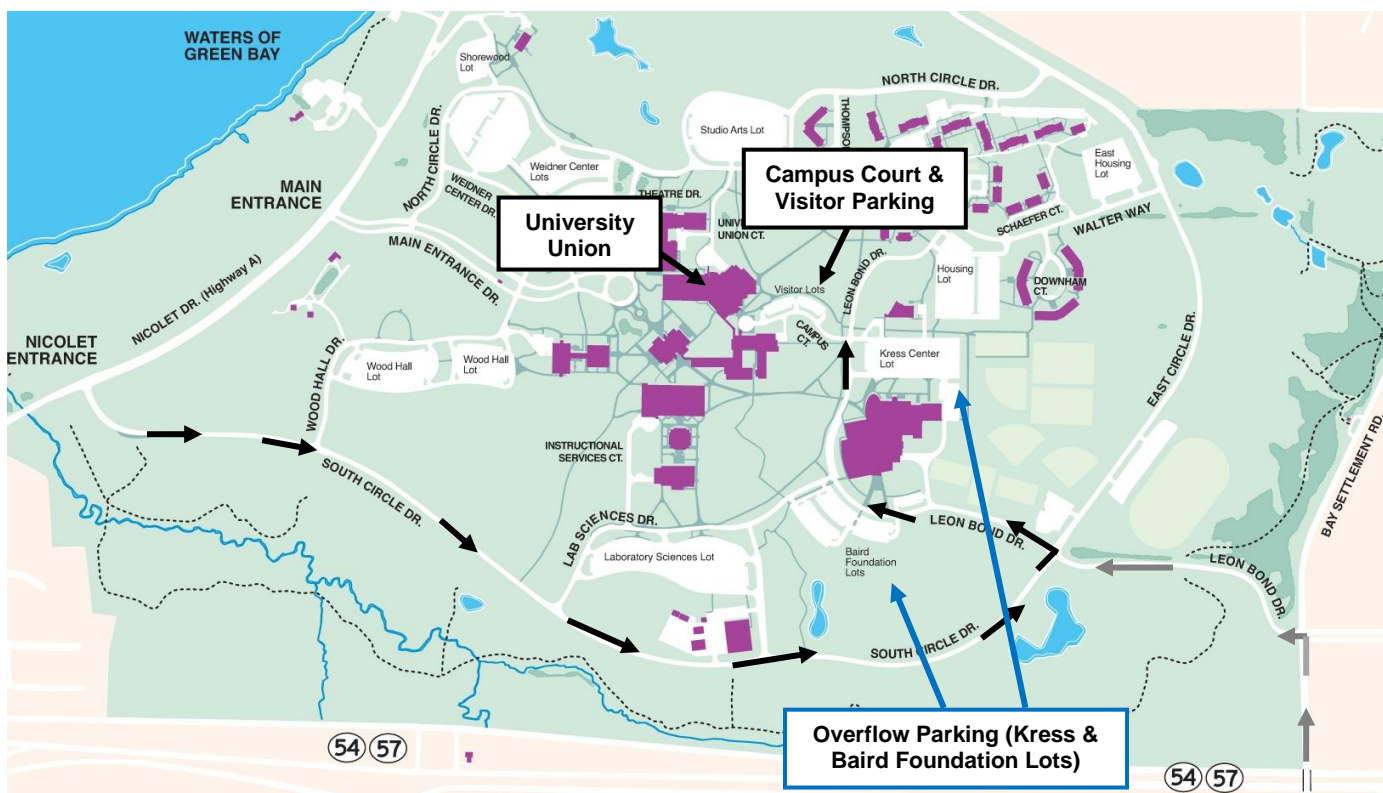 WATERS OF
GREEN BAY
Shorewood
Lot
NORTH CIRCLE DR.
THOMPSON
Studio Arts Lot
NORTH CIRCLE DR.
Weidner Center
Lots
WEIDNER
CENTER DR.
MAIN
ENTRANCE
THEATRE DR.
Campus Court &
Visitor Parking
East
Housing
Lot
University
Union
UNION CT.
SCHAEFER CT.
WALTER WAY
MAIN ENTRANCE DR.
LEON BOND DR.
Housing
Lot
DOWNHAM
CT.
Visitor Lots
NICOLET DR. (Highway A)
NICOLET
ENTRANCE
CAMPUS
CT.
EAST CIRCLE DR.
WOOD HALL DR.
Wood Hall
Lot
Wood Hall
Lot
Kress Center
Lot
INSTRUCTIONAL
SERVICES CT.
BAY SETTLEMENT RD.
SOUTH CIRCLE DR.
LAB SCIENCES DR.
LEON BOND DR.
Laboratory Sciences Lot
Baird
Foundation
Lots
LEON BOND DR.
SOUTH CIRCLE DR.
Overflow Parking (Kress &
Baird Foundation Lots)
54 57
54 57